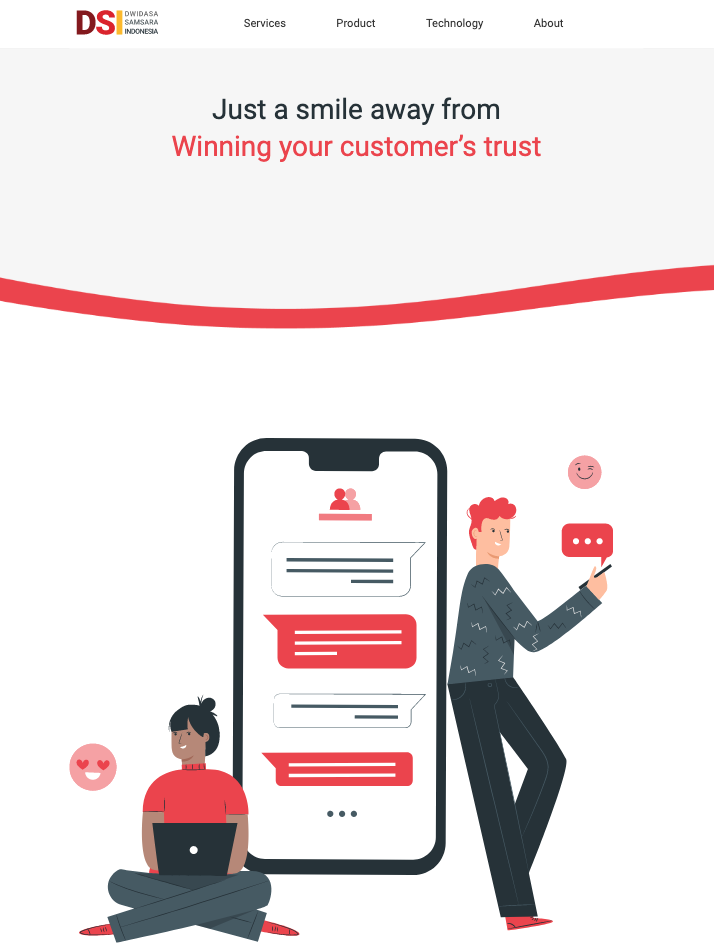 DSI
DWIDASA
SAMSARA
INDONESIA
Services
Product
Technology
About
Just a smile away from
Winning your customer’s trust